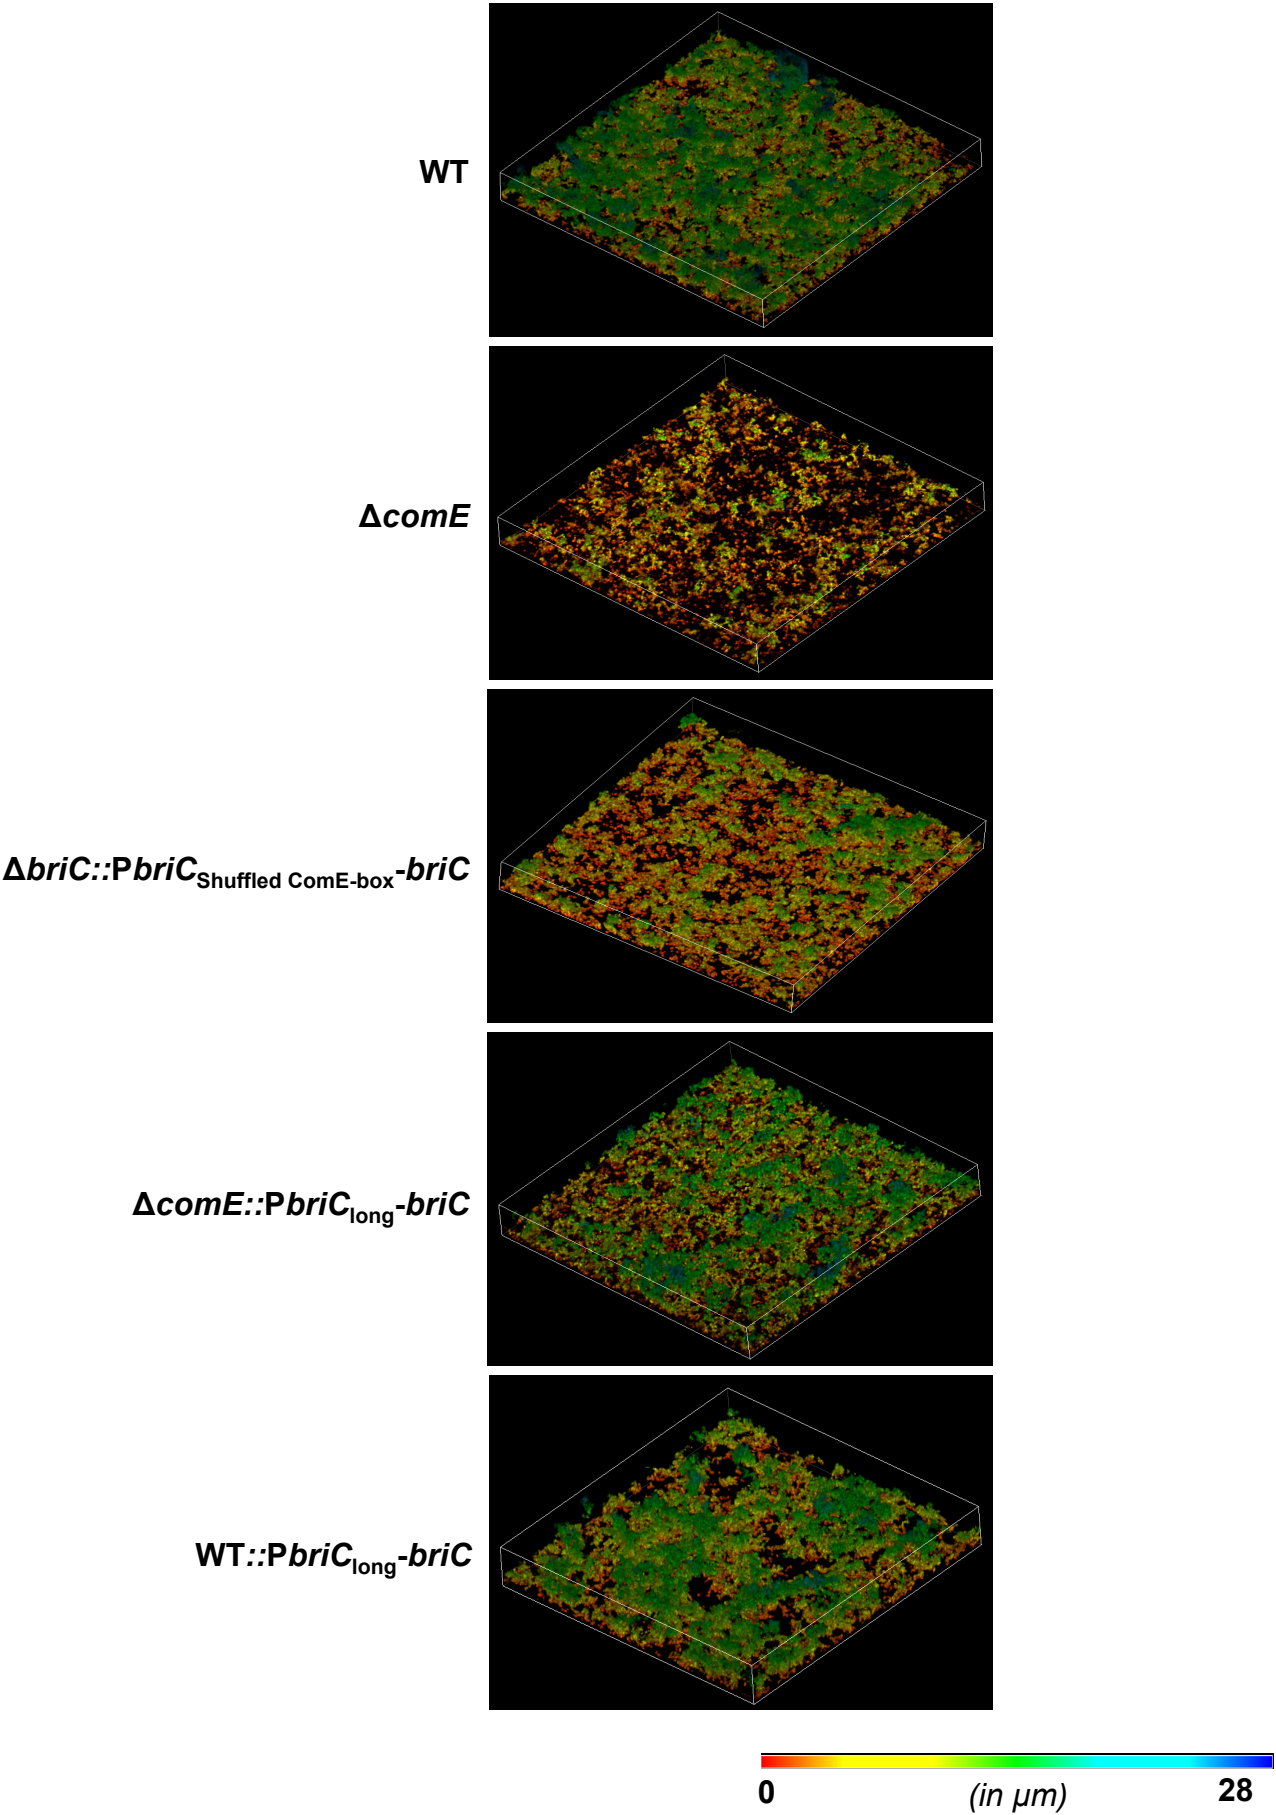 WT
ΔcomE
ΔbriC::PbriCShuffled ComE-box-briC
ΔcomE::PbriClong-briC
WT::PbriClong-briC
0 (in μm) 28